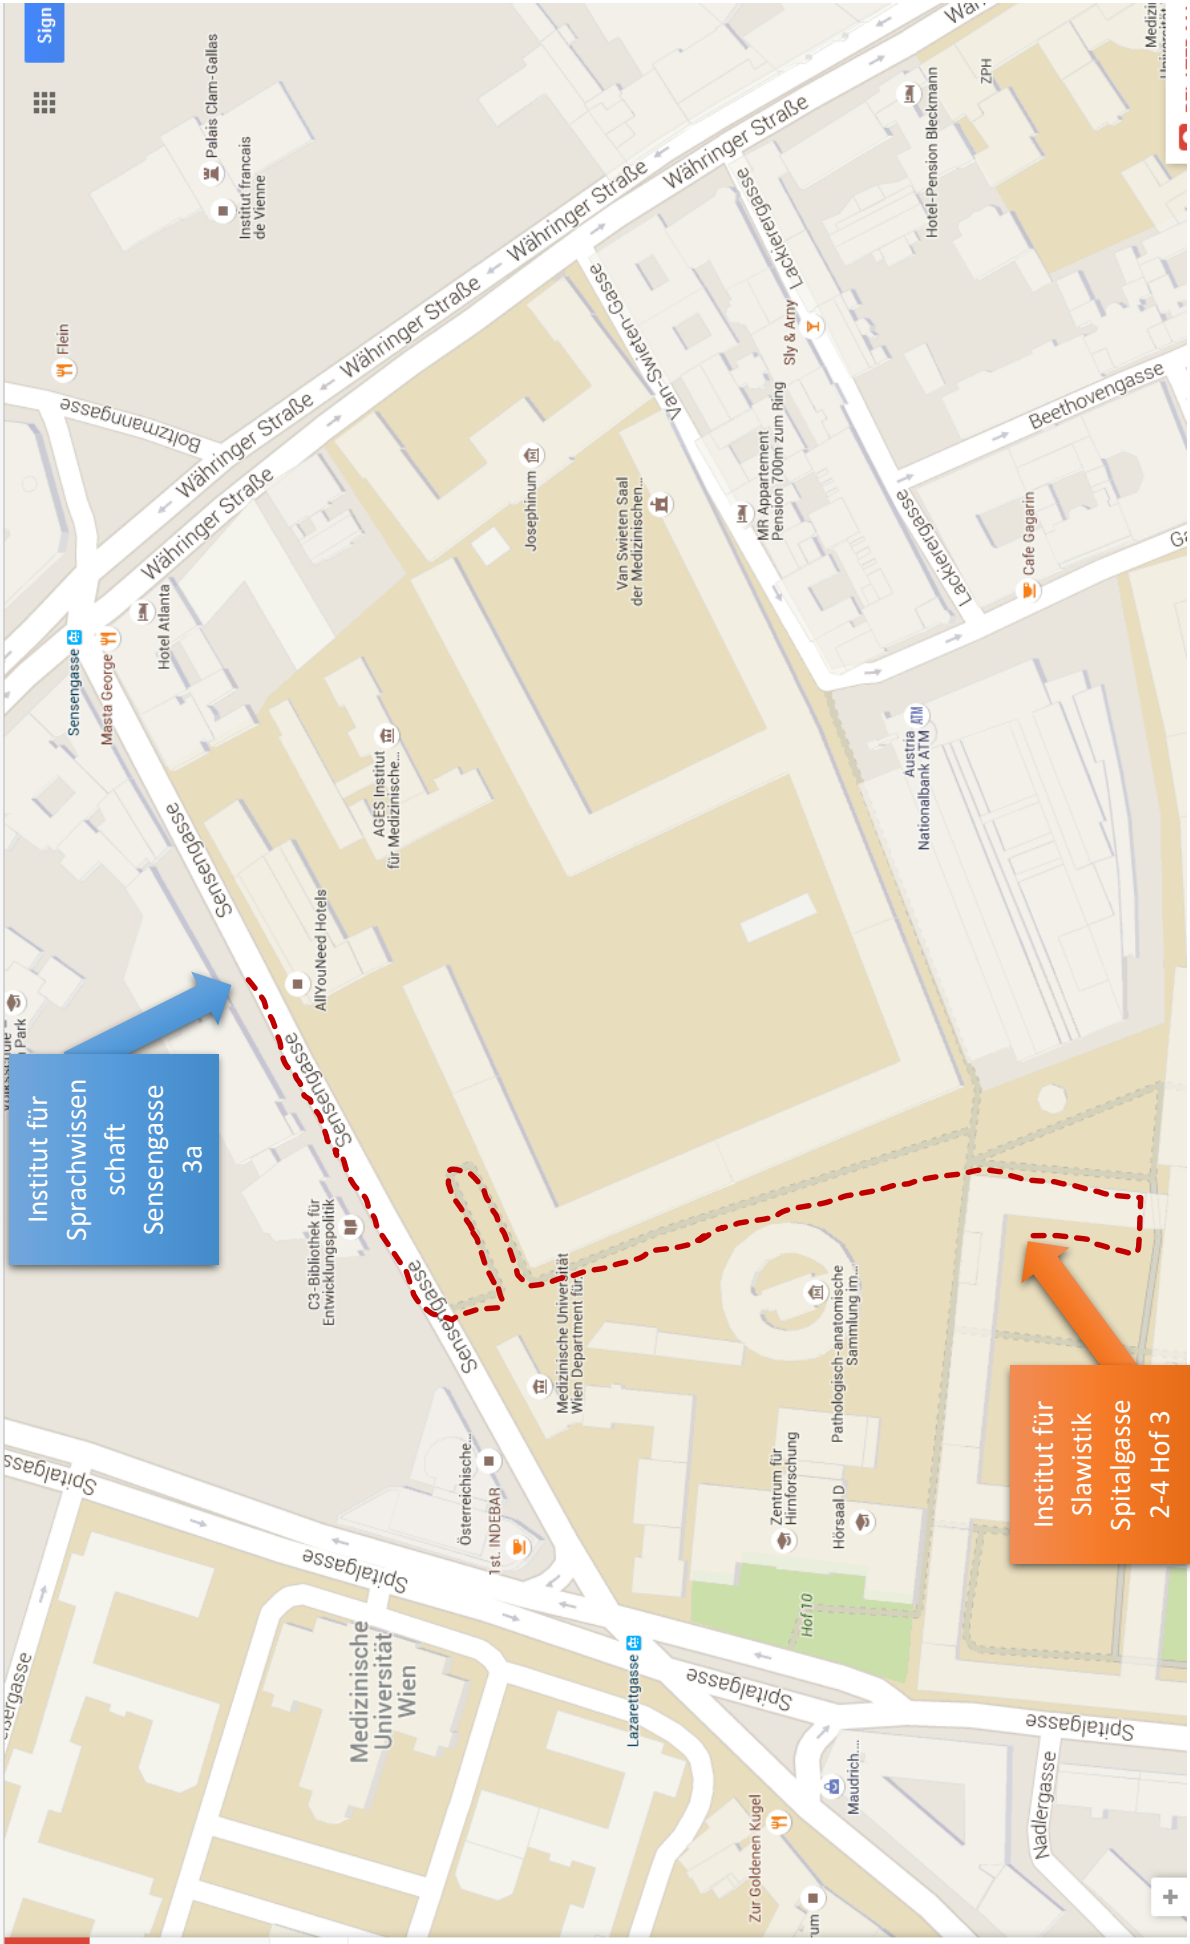 Sign
Palais Clam-Gallas
Institut francais
de Vienne
Flein
Boltzmanngasse
Währinger Straße
Währinger Straße
Währinger Straße
Währinger Straße
Währinger Straße
Hotel-Pension Bleckmann
ZPH
Sensengasse
Masta George
Hotel Atlanta
Josephinum
Van Swieten Saal
der Medizinischen...
Van-Swieten-Gasse
Lackierergasse
Sly & Arny
MR Appartement
Pension 700m zum Ring
Beethovengasse
Lackierergasse
Cafe Gagarin
AGES Institut
für Medizinische...
Austria
Nationalbank ATM
ATM
Sensengasse
AllYouNeed Hotels
Park
Institut für
Sprachwissen
schaft
Sensengasse
3a
Sensengasse
Sensengasse
C3-Bibliothek für
Entwicklungspolitik
Sensengasse
Medizinische Universität
Wien Department für...
Pathologisch-anatomische
Sammlung im...
Zentrum für
Hirnforschung
Hörsaal D
Hof 10
Institut für
Slawistik
Spitalgasse
2-4 Hof 3
Österreichische...
1st. INDEBAR
Spitalgasse
Medizinische
Universität
Wien
Lazarettgasse
Spitalgasse
Spitalgasse
Nadlergasse
Maudrich....
Zur Goldenen Kugel
+